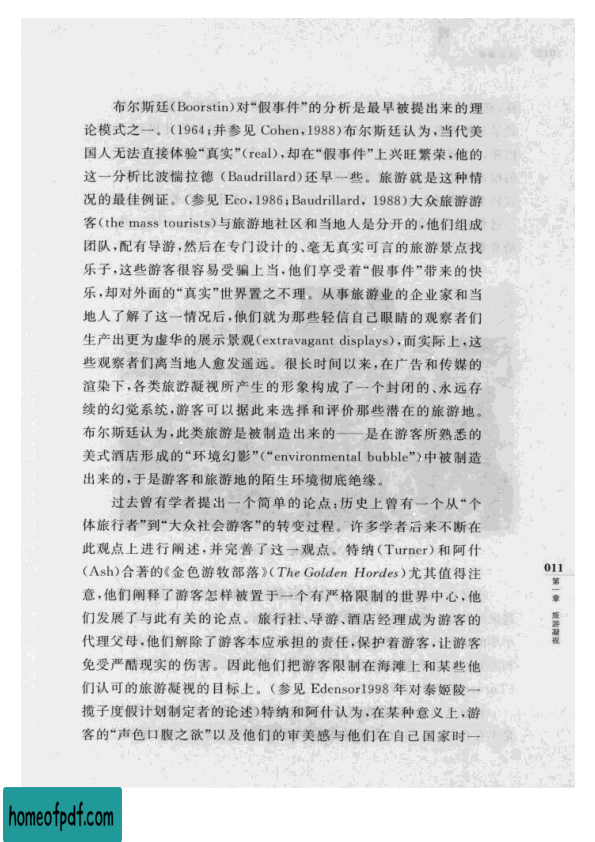 布尔斯廷(Boorstin)对“假事件”的分析是最早被提出来的理
论模式之一。(1964;并参见 Cohen,1988)布尔斯廷认为,当代美
国人无法直接体验“真实”(real),却在“假事件”上兴旺繁荣,他的
这一分析比波惴拉德 (Baudrillard)还早一些。旅游就是这种情
况的最佳例证。(参见 Eco,1986;Baudrillard, 1988)大众旅游游
客(the mass tourists)与旅游地社区和当地人是分开的,他们组成
团队,配有导游,然后在专门设计的、毫无真实可言的旅游景点找
乐子,这些游客很容易受骗上当,他们享受着“假事件”带来的快
乐,却对外面的“真实”世界置之不理。从事旅游业的企业家和当
地人了解了这一情况后,他们就为那些轻信自己眼睛的观察者们
生产出更为虚华的展示景观(extravagant displays),而实际上,这
些观察者们离当地人愈发遥远。很长时间以来,在广告和传媒的
渲染下,各类旅游凝视所产生的形象构成了一个封闭的、永远存
续的幻觉系统,游客可以据此来选择和评价那些潜在的旅游地。
布尔斯廷认为,此类旅游是被制造出来的——是在游客所熟悉的
美式酒店形成的“环境幻影”(“environmental bubble”)中被制造
出来的,于是游客和旅游地的陌生环境彻底绝缘。
过去曾有学者提出一个简单的论点;历史上曾有一个从“个
体旅行者”到“大众社会游客”的转变过程。许多学者后来不断在
此观点上进行阐述,并完善了这一观点。特纳(Turner)和阿什
(Ash)合著的《金色游牧部落》(The Golden Hordes)尤其值得注
意,他们阐释了游客怎样被置于一个有严格限制的世界中心,他
们发展了与此有关的论点。旅行社、导游、酒店经理成为游客的
代理父母,他们解除了游客本应承担的责任,保护着游客,让游客
免受严酷现实的伤害。因此他们把游客限制在海滩上和某些他
们认可的旅游凝视的目标上。(参见 Edensor1998 年对泰姬陵一
揽子度假计划制定者的论述)特纳和阿什认为,在某种意义上,游
客的“声色口腹之欲”以及他们的审美感与他们在自己国家时一
011
第一章 旅游凝视
homeofpdf.com